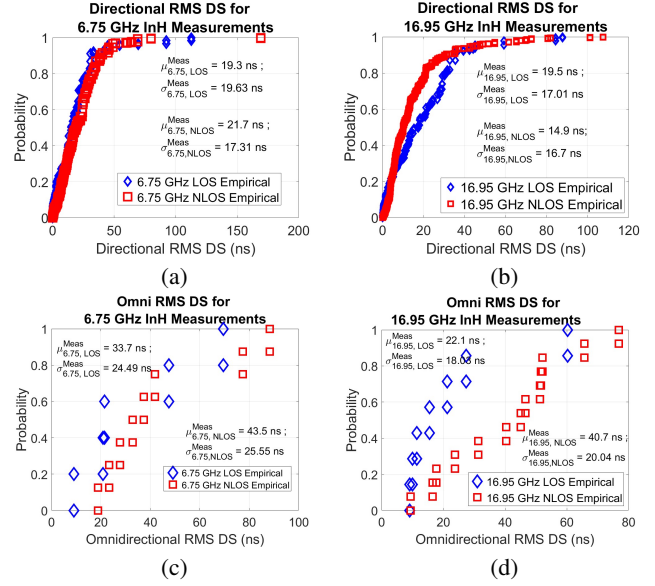 Directional RMS DS for
6.75 GHz InH Measurements
1
0.8
0.6
0.4
0.2
0
Probability
μ^Meas_6.75, LOS = 19.3 ns ;
σ^Meas_6.75, LOS = 19.63 ns
μ^Meas_6.75, NLOS = 21.7 ns ;
σ^Meas_6.75,NLOS = 17.31 ns
6.75 GHz LOS Empirical
6.75 GHz NLOS Empirical
0 50 100 150 200
Directional RMS DS (ns)
(a)
Directional RMS DS for
16.95 GHz InH Measurements
1
0.8
0.6
0.4
0.2
0
Probability
μ^Meas_16.95, LOS = 19.5 ns ;
σ^Meas_16.95, LOS = 17.01 ns
μ^Meas_16.95, NLOS = 14.9 ns ;
σ^Meas_16.95,NLOS = 16.7 ns
16.95 GHz LOS Empirical
16.95 GHz NLOS Empirical
0 20 40 60 80 100 120
Directional RMS DS (ns)
(b)
Omni RMS DS for
6.75 GHz InH Measurements
1
0.8
0.6
0.4
0.2
0
Probability
μ^Meas_6.75, LOS = 33.7 ns ;
σ^Meas_6.75, LOS = 24.49 ns
μ^Meas_6.75, NLOS = 43.5 ns ;
σ^Meas_6.75,NLOS = 25.55 ns
6.75 GHz LOS Empirical
6.75 GHz NLOS Empirical
0 20 40 60 80 100
Omnidirectional RMS DS (ns)
(c)
Omni RMS DS for
16.95 GHz InH Measurements
1
0.8
0.6
0.4
0.2
0
Probability
μ^Meas_16.95, LOS = 22.1 ns ;
σ^Meas_16.95, LOS = 18.08 ns
μ^Meas_16.95, NLOS = 40.7 ns ;
σ^Meas_16.95,NLOS = 20.04 ns
16.95 GHz LOS Empirical
16.95 GHz NLOS Empirical
0 20 40 60 80
Omnidirectional RMS DS (ns)
(d)